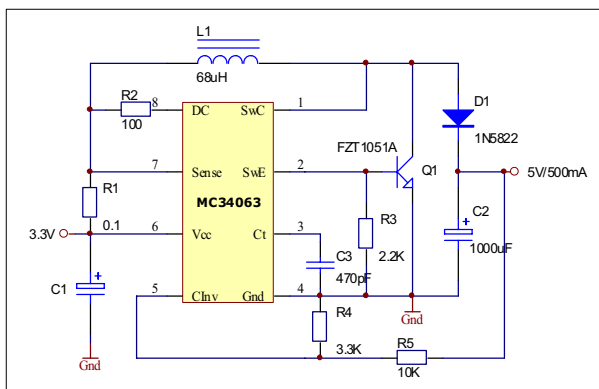 L1
68uH
R2
100
8
DC
SwC
1
D1
1N5822
FZT1051A
7
Sense
SwE
2
Q1
5V/500mA
R1
0.1
MC34063
R3
2.2K
C2
1000uF
3.3V
6
Vcc
Ct
3
C3
470pF
C1
5
CInv
Gnd
4
Gnd
R4
3.3K
R5
10K
Gnd
+
+